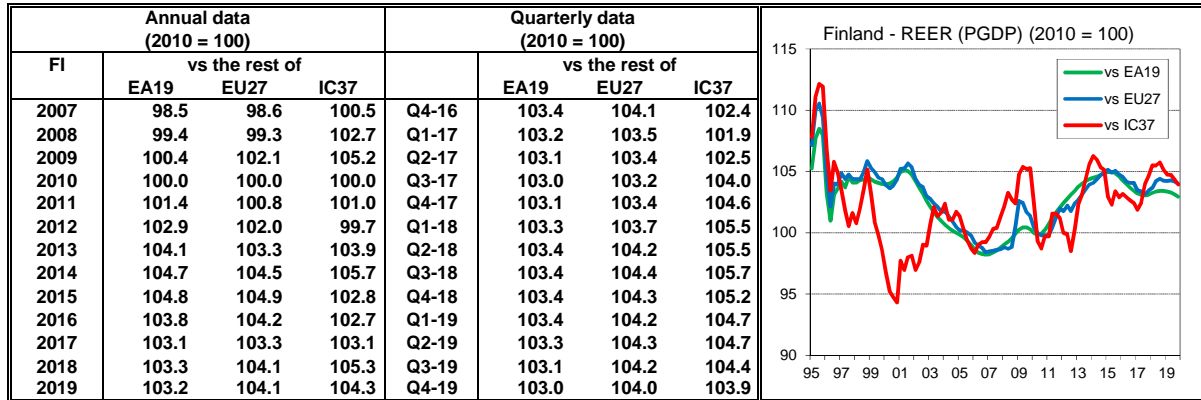 Annual data Quarterly data
(2010 = 100) (2010 = 100)
FI vs the rest of vs the rest of
EA19 EU27 IC37 EA19 EU27 IC37
2007 98.5 98.6 100.5 Q4-16 103.4 104.1 102.4
2008 99.4 99.3 102.7 Q1-17 103.2 103.5 101.9
2009 100.4 102.1 105.2 Q2-17 103.1 103.4 102.5
2010 100.0 100.0 100.0 Q3-17 103.0 103.2 104.0
2011 101.4 100.8 101.0 Q4-17 103.1 103.4 104.6
2012 102.9 102.0 99.7 Q1-18 103.3 103.7 105.5
2013 104.1 103.3 103.9 Q2-18 103.4 104.2 105.5
2014 104.7 104.5 105.7 Q3-18 103.4 104.4 105.7
2015 104.8 104.9 102.8 Q4-18 103.4 104.3 105.2
2016 103.8 104.2 102.7 Q1-19 103.4 104.2 104.7
2017 103.1 103.3 103.1 Q2-19 103.3 104.3 104.7
2018 103.3 104.1 105.3 Q3-19 103.1 104.2 104.4
2019 103.2 104.1 104.3 Q4-19 103.0 104.0 103.9
Finland - REER (PGDP) (2010 = 100)
115
110
105
100
95
90
vs EA19
vs EU27
vs IC37
95 97 99 01 03 05 07 09 11 13 15 17 19